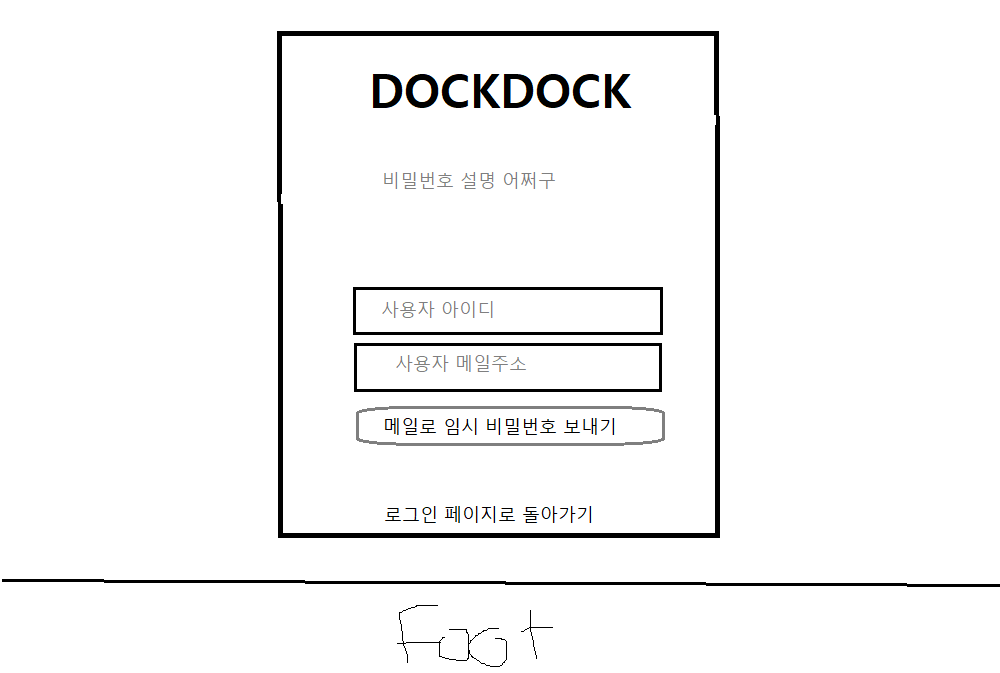 DOCKDOCK
비밀번호 설명 어쩌구
사용자 아이디
사용자 메일주소
메일로 임시 비밀번호 보내기
로그인 페이지로 돌아가기
Foot